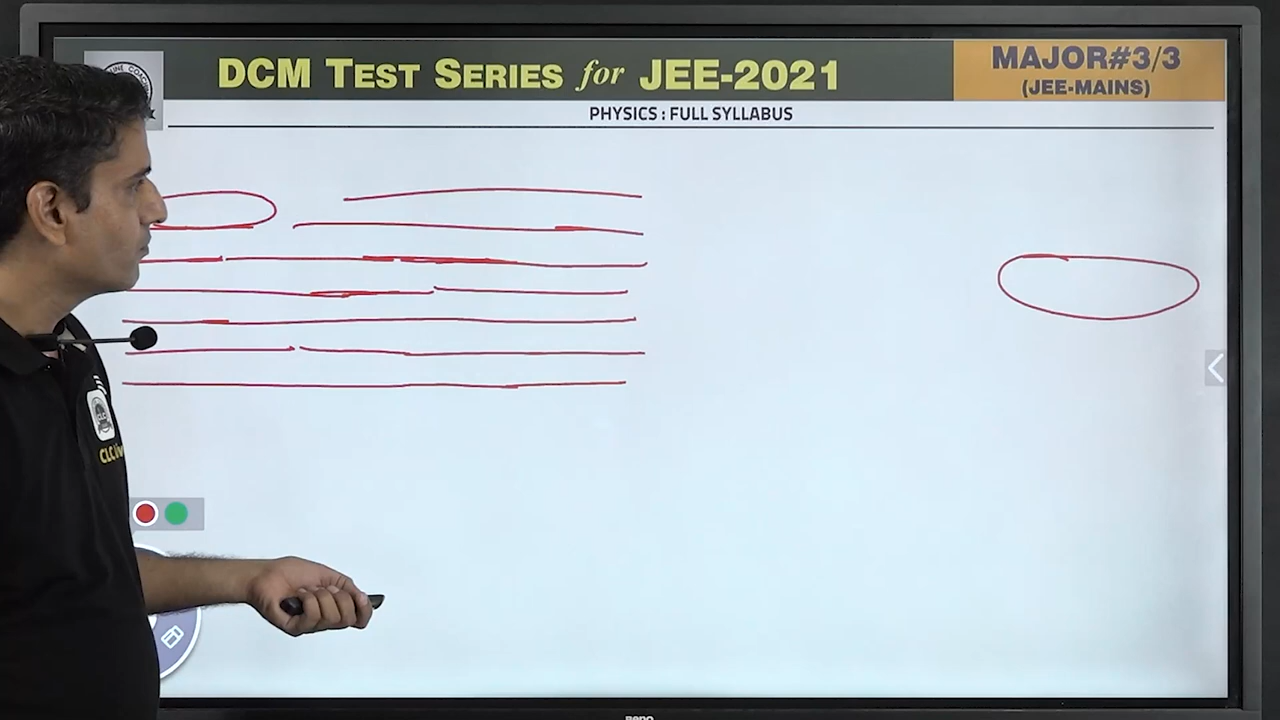 DCM TEST SERIES for JEE-2021
MAJOR#3/3
(JEE-MAINS)
PHYSICS : FULL SYLLABUS